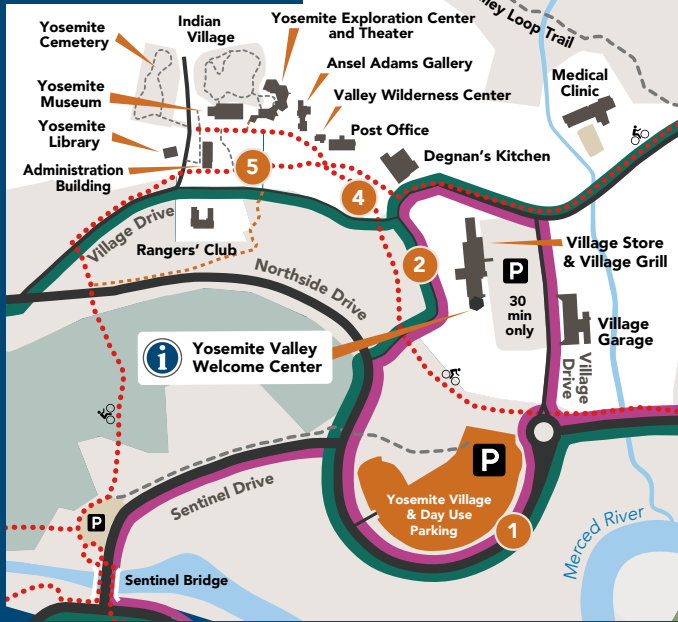 Yosemite
Cemetery
Indian
Village
Yosemite Exploration Center
and Theater
Ansel Adams Gallery
Loop Trail
Yosemite
Museum
Valley Wilderness Center
Medical
Clinic
Yosemite
Library
Post Office
Administration
Building
5
Degnan's Kitchen
4
Village Drive
Rangers' Club
2
Village Store
& Village Grill
P
30
min
only
Northside Drive
Village
Garage
i
Yosemite Valley
Welcome Center
Village
Drive
P
Sentinel Drive
Yosemite Village
& Day Use
Parking
1
P
Merced River
Sentinel Bridge